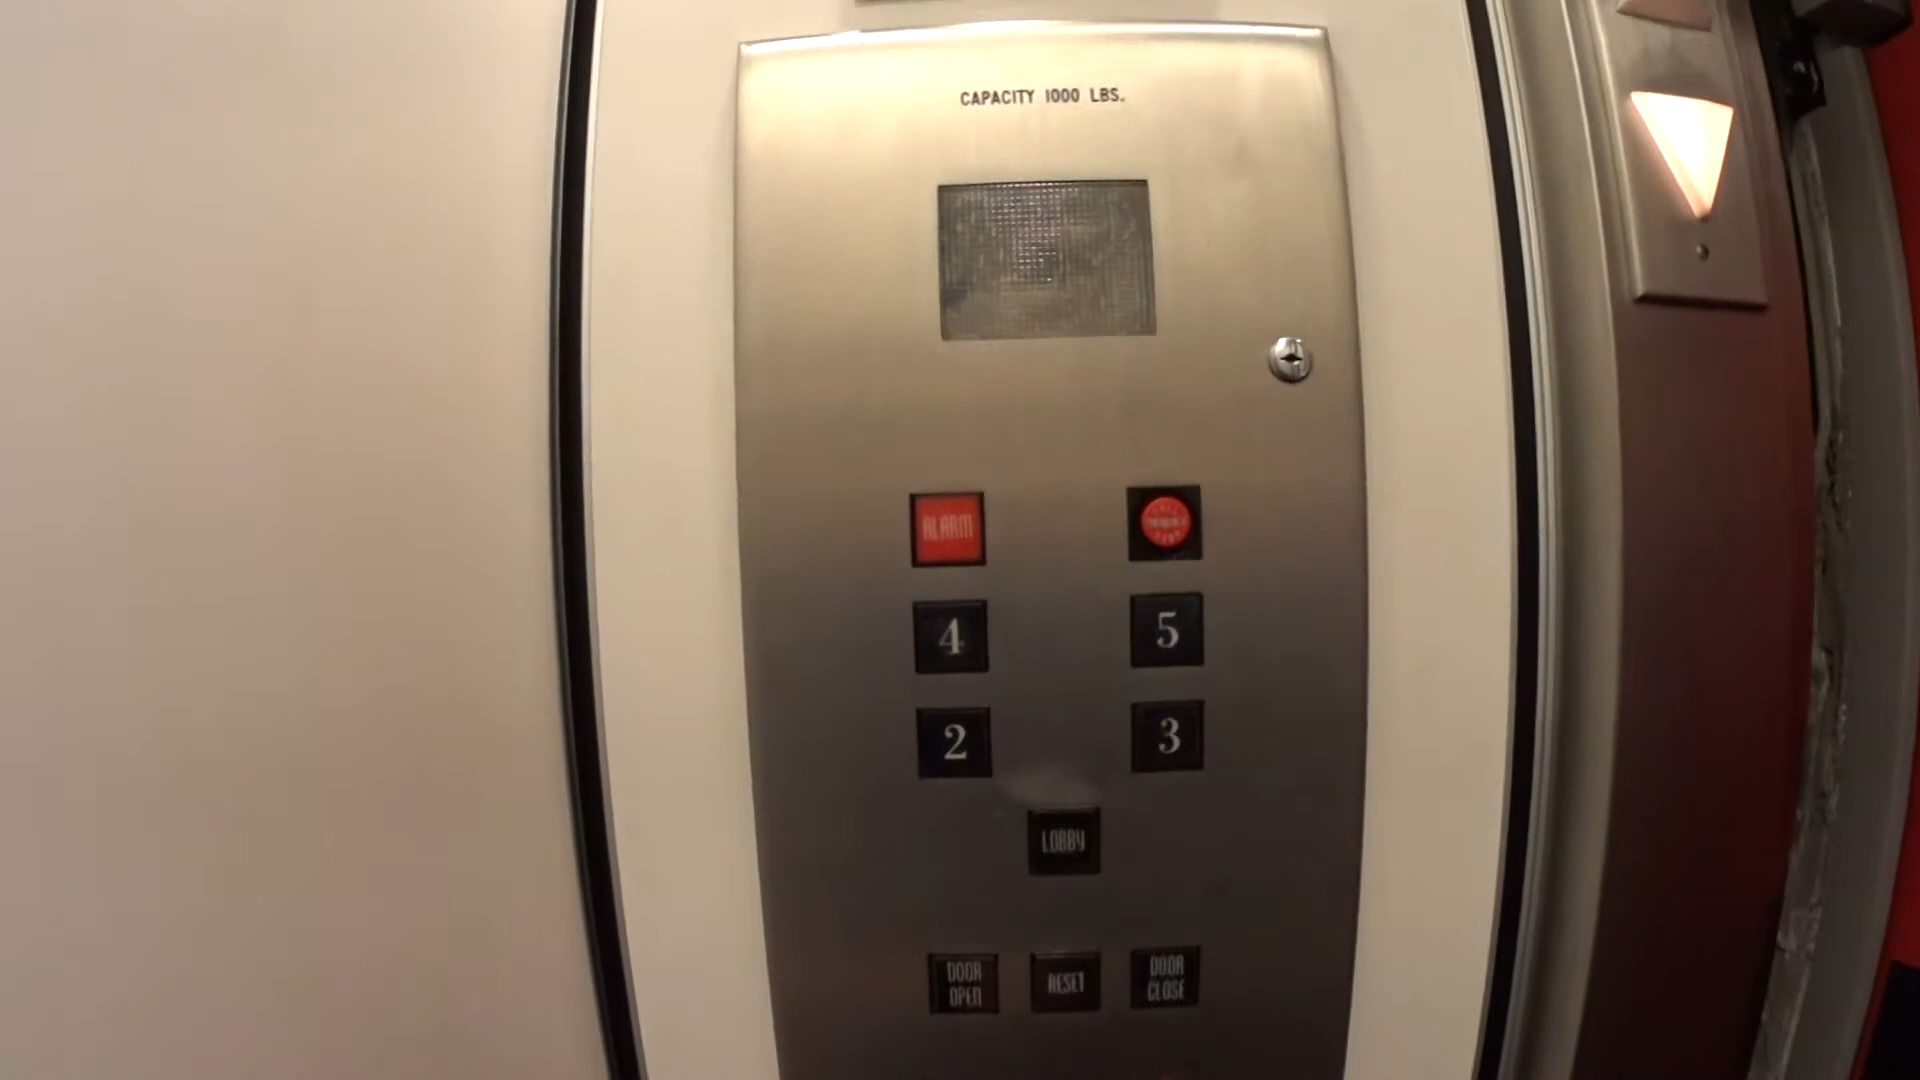 CAPACITY 1000 LBS.
ALARM
4 5
2 3
LOBBY
DOOR OPEN
RESET
DOOR CLOSE